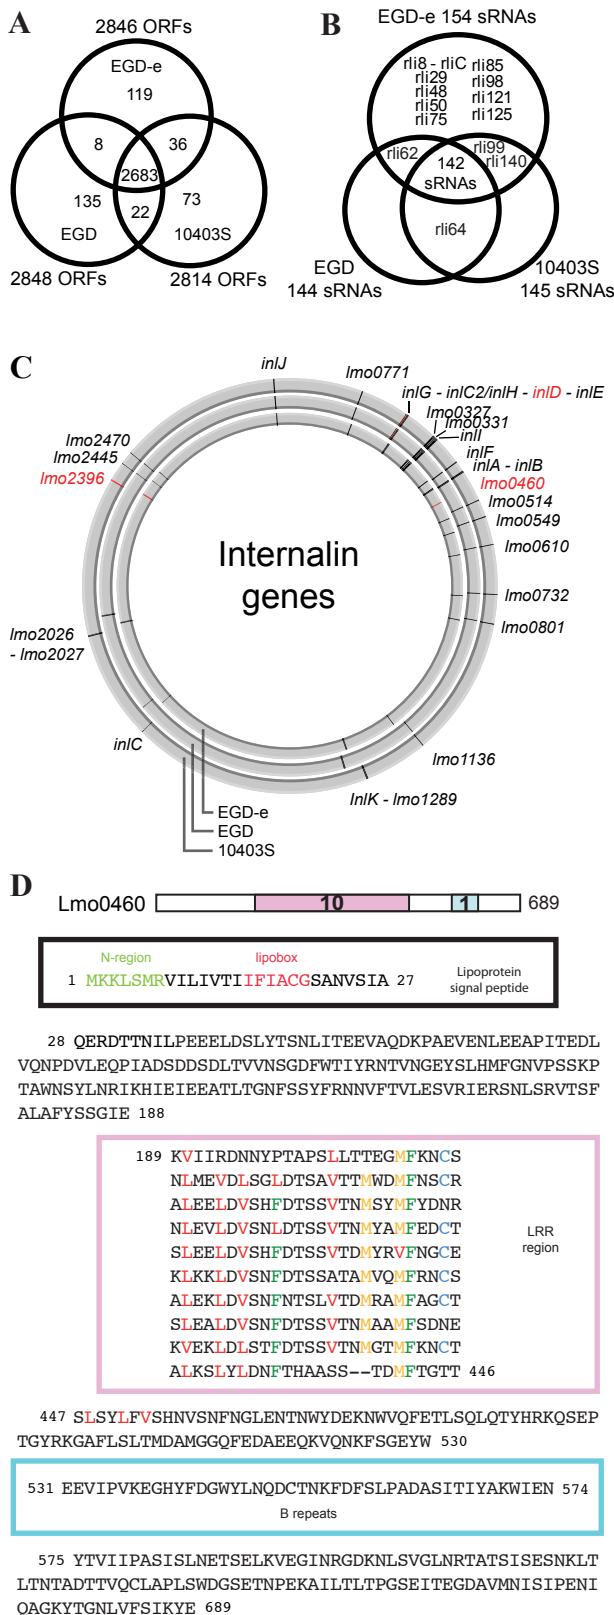 A
2846 ORFs
EGD-e
119
8
36
2683
135
22
73
EGD
10403S
2848 ORFs
2814 ORFs
B
EGD-e 154 sRNAs
rli8 - rliC
rli29
rli48
rli50
rli75
rli85
rli98
rli121
rli125
rli62
142
sRNAs
rli99
rli140
rli64
EGD
144 sRNAs
10403S
145 sRNAs
C
inlJ
lmo0771
inlG - inlC2/inlH - inlD - inlE
lmo0327
lmo0331
inlI
inlF
inlA - inlB
lmo0460
lmo0514
lmo0549
lmo0610
lmo0732
lmo0801
lmo1136
InlK - lmo1289
inlC
lmo2026
- lmo2027
lmo2396
lmo2445
lmo2470
Internalin
genes
EGD-e
EGD
10403S
D
Lmo0460
10
1
689
N-region
lipobox
1 MKKLSMRVILIVTIIFIACGSANVSIA 27
Lipoprotein
signal peptide
28 QERDTTNILPEEELDSLYTSNLITEEVAQDKPAEVENLEEAPITEDL
VQNPDVLEQPIADSDDSDLTVVNSGDFWTIYRNTVNGEYSLHMFGNVPSSKP
TAWNSYLNRIKHIEIEEATLTGNFSSYFRNNVFTVLESVRIERSNLSRVTSF
ALAFYSSGIE 188
189 KVIIRDNNYPTAPSLLTTEGMFKNCS
NLMEVDLSGLDTSAVTTMWDMFNSCR
ALEELDVSHFDTSSVTNMSYMFYDNR
NLEVLDVSNLDTSSVTNMYAMFEDCT
SLEELDVSHFDTSSVTDMYRVFNGCE
KLKKLDVSNFDTSSATAMVQMFRNCS
ALEKLDVSNFNTSLVTDMRAMFAGCT
SLEALDVSNFDTSSVTNMAAMFSDNE
KVEKLDLSTFDTSSVTNMGTMFKNCT
ALKSLYLDNFTHAASS--TDMFTGTT 446
LRR
region
447 SLSYLFVSHNVSNFNGLENTNWYDEKNWVQFETLSQLQTYHRKQSEP
TGYRKGAFLSLTMDAMGGQFEDAEEQKVQNKFSGEYW 530
531 EEVIPVKEGHYFDGWYLNQDCTNKFDFSLPADASITIYAKWIEN 574
B repeats
575 YTVIIPASISLNETSELKVEGINRGDKNLSVGLNRTATSISESNKLT
LTNTADTTVQCLAPLSWDGSETNPEKAILTLTPGSEITEGDAVMNISIPENI
QAGKYTGNLVFSIKYE 689